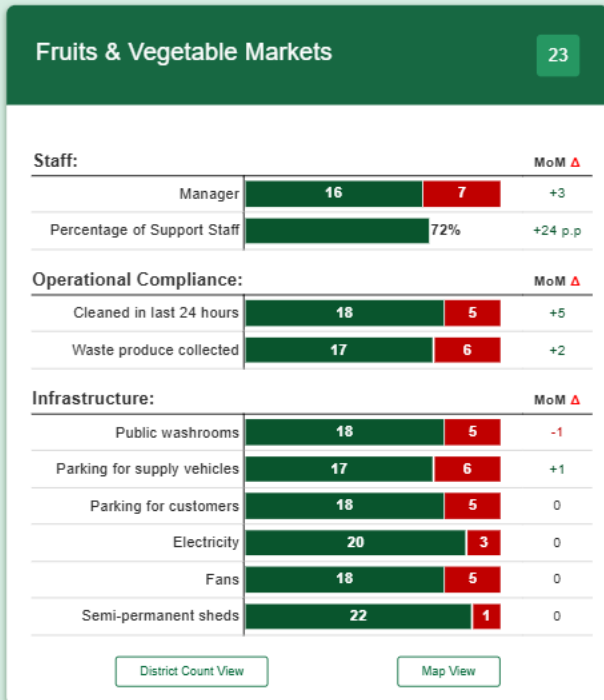 Fruits & Vegetable Markets 23
Staff: MoM Δ
Manager 16 7 +3
Percentage of Support Staff 72% +24 p.p
Operational Compliance: MoM Δ
Cleaned in last 24 hours 18 5 +5
Waste produce collected 17 6 +2
Infrastructure: MoM Δ
Public washrooms 18 5 -1
Parking for supply vehicles 17 6 +1
Parking for customers 18 5 0
Electricity 20 3 0
Fans 18 5 0
Semi-permanent sheds 22 1 0
District Count View Map View